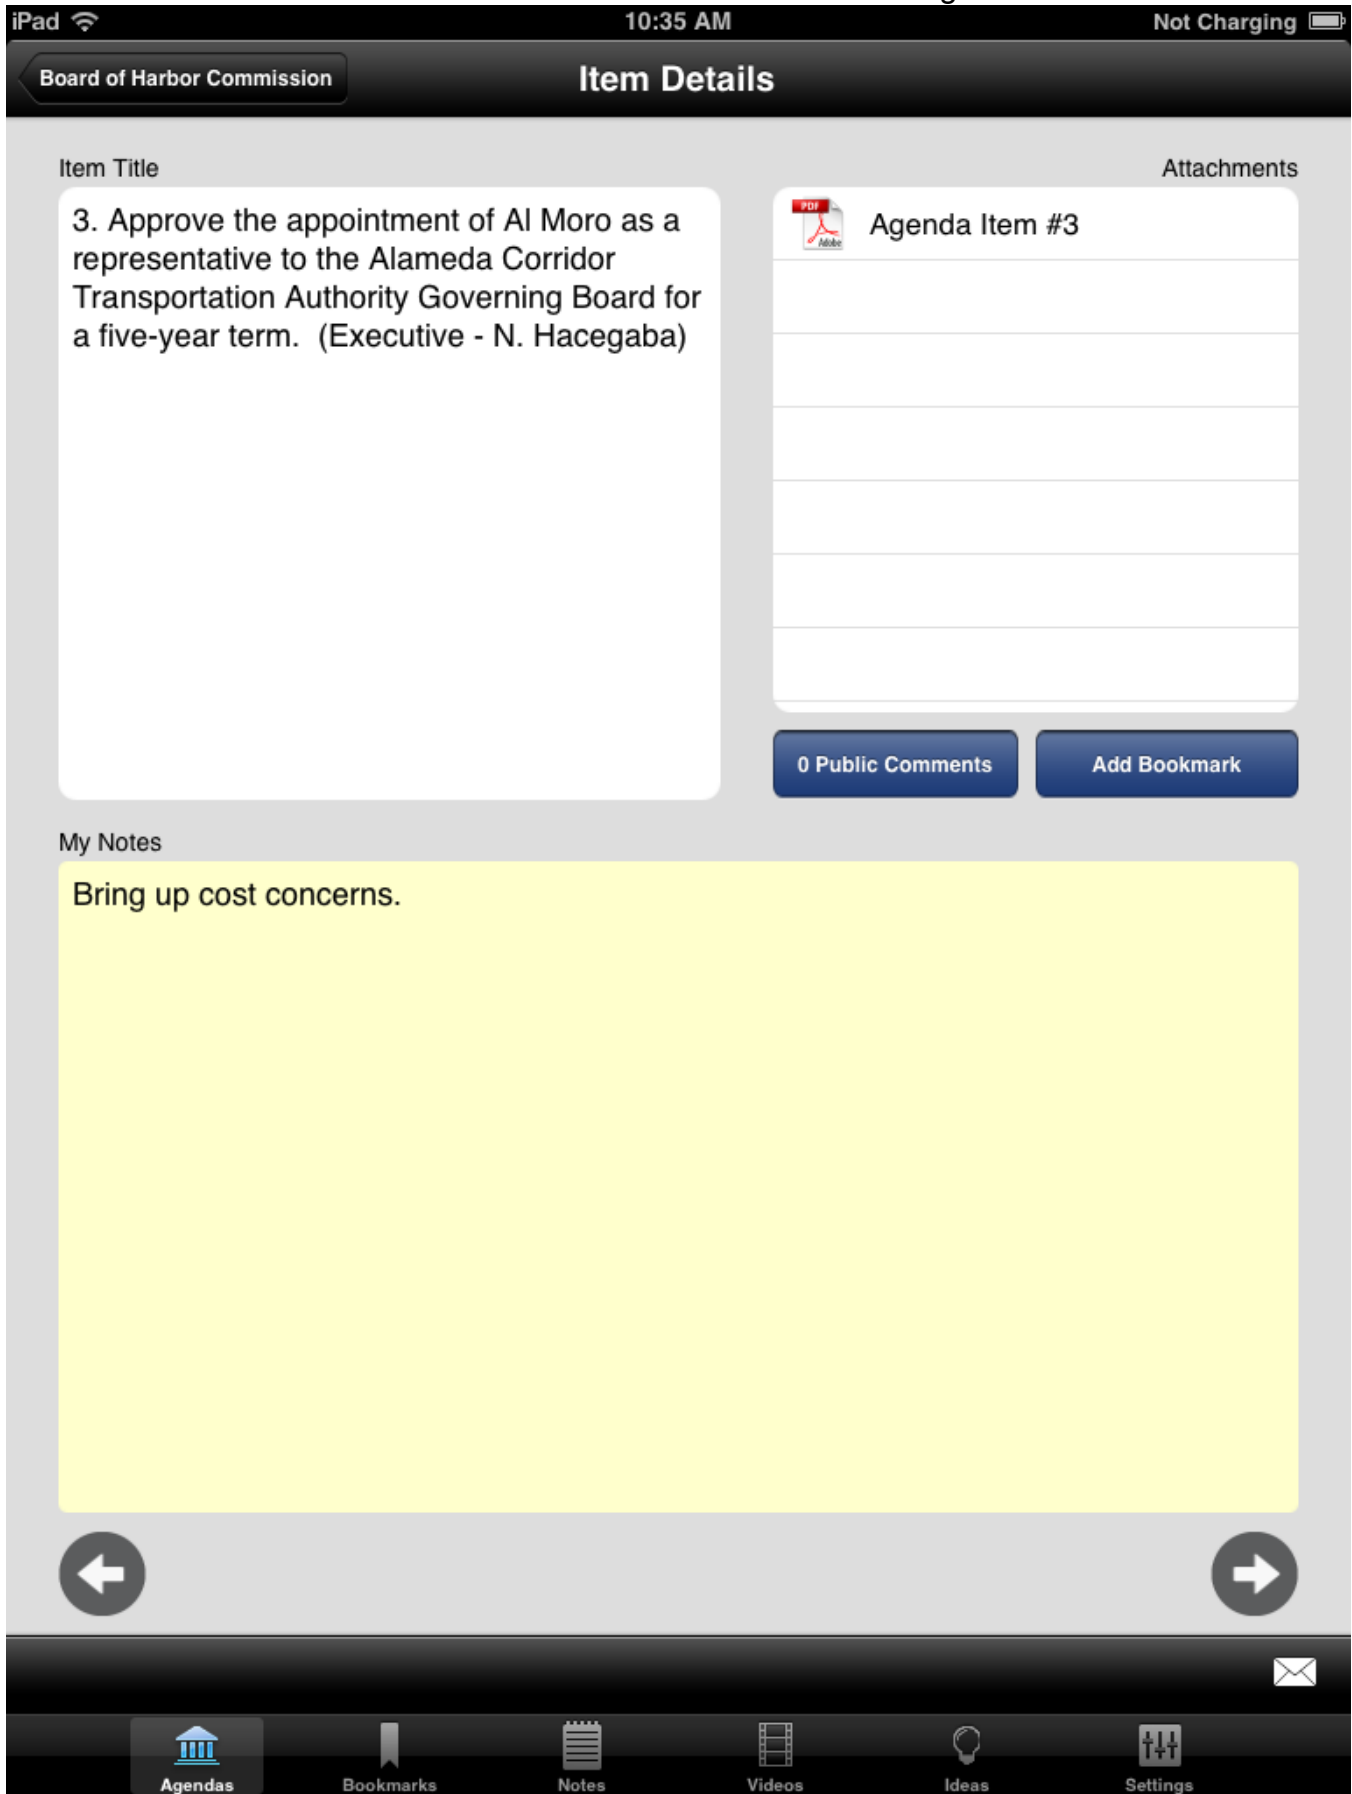 iPad
10:35 AM
Not Charging
Board of Harbor Commission
Item Details
Item Title
3. Approve the appointment of Al Moro as a
representative to the Alameda Corridor
Transportation Authority Governing Board for
a five-year term.  (Executive - N. Hacegaba)
Attachments
PDF
Adobe
Agenda Item #3
0 Public Comments
Add Bookmark
My Notes
Bring up cost concerns.
Agendas
Bookmarks
Notes
Videos
Ideas
Settings